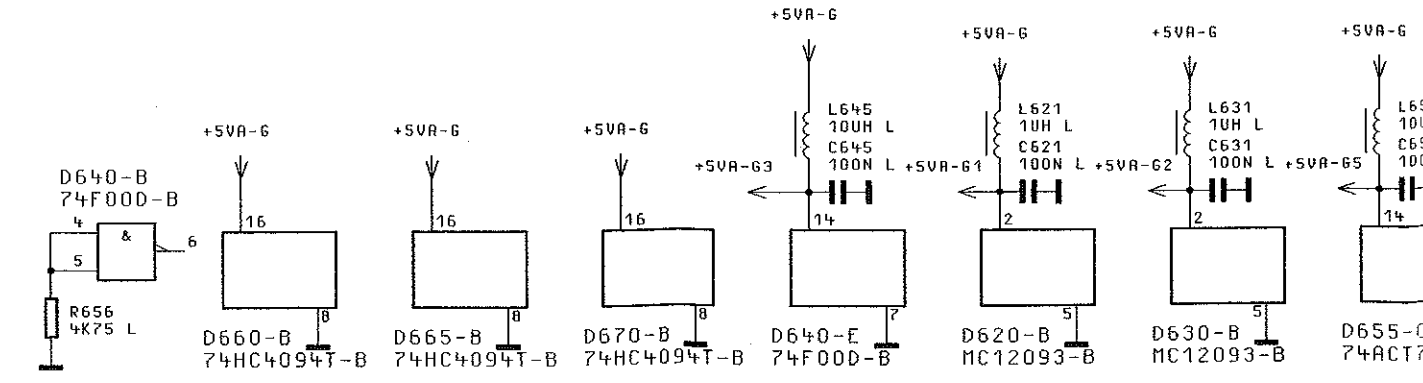 +5VA-G
+5VA-G
+5VA-G
+5VA-G
L645
10UH L
C645
100N L
L621
1UH L
C621
100N L
L631
1UH L
C631
100N L
+5VA-G
+5VA-G
+5VA-G
+5VA-G3
+5VA-G1
+5VA-G2
+5VA-G5
D640-B
74F00D-B
4
&
5
6
16
16
16
14
2
2
14
R656
4K75 L
8
8
8
7
5
5
D660-B
74HC4094T-B
D665-B
74HC4094T-B
D670-B
74HC4094T-B
D640-E
74F00D-B
D620-B
MC12093-B
D630-B
MC12093-B